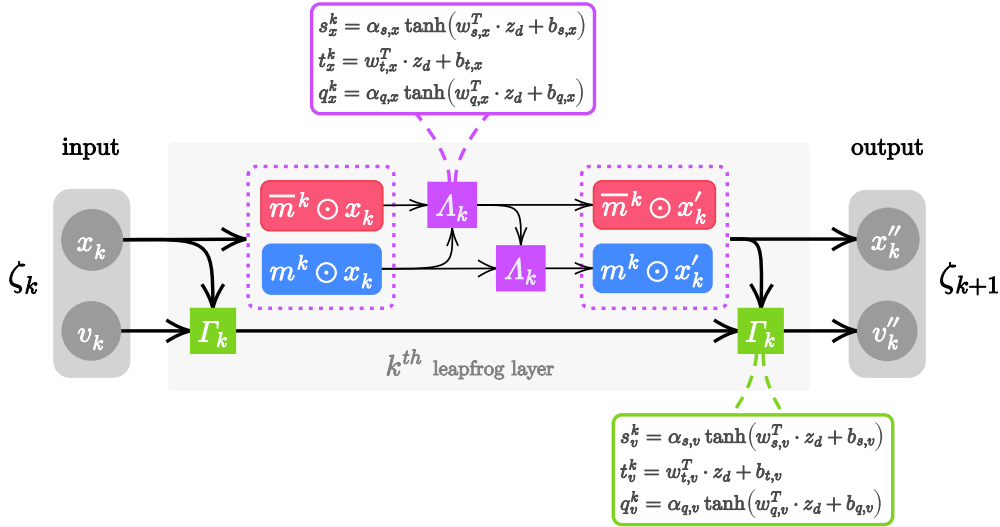 s_x^k = α_{s,x} tanh(w_{s,x}^T · z_d + b_{s,x})
t_x^k = w_{t,x}^T · z_d + b_{t,x}
q_x^k = α_{q,x} tanh(w_{q,x}^T · z_d + b_{q,x})
input
output
m̅^k ⊙ x_k
Λ_k
m̅^k ⊙ x′_k
x_k
x″_k
m^k ⊙ x_k
Λ_k
m^k ⊙ x′_k
ζ_k
ζ_{k+1}
v_k
Γ_k
Γ_k
v″_k
k^{th} leapfrog layer
s_v^k = α_{s,v} tanh(w_{s,v}^T · z_d + b_{s,v})
t_v^k = w_{t,v}^T · z_d + b_{t,v}
q_v^k = α_{q,v} tanh(w_{q,v}^T · z_d + b_{q,v})